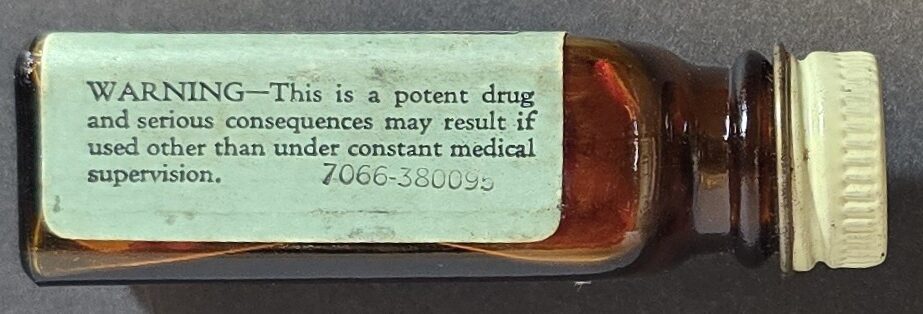 WARNING—This is a potent drug
and serious consequences may result if
used other than under constant medical
supervision. 7066-380095